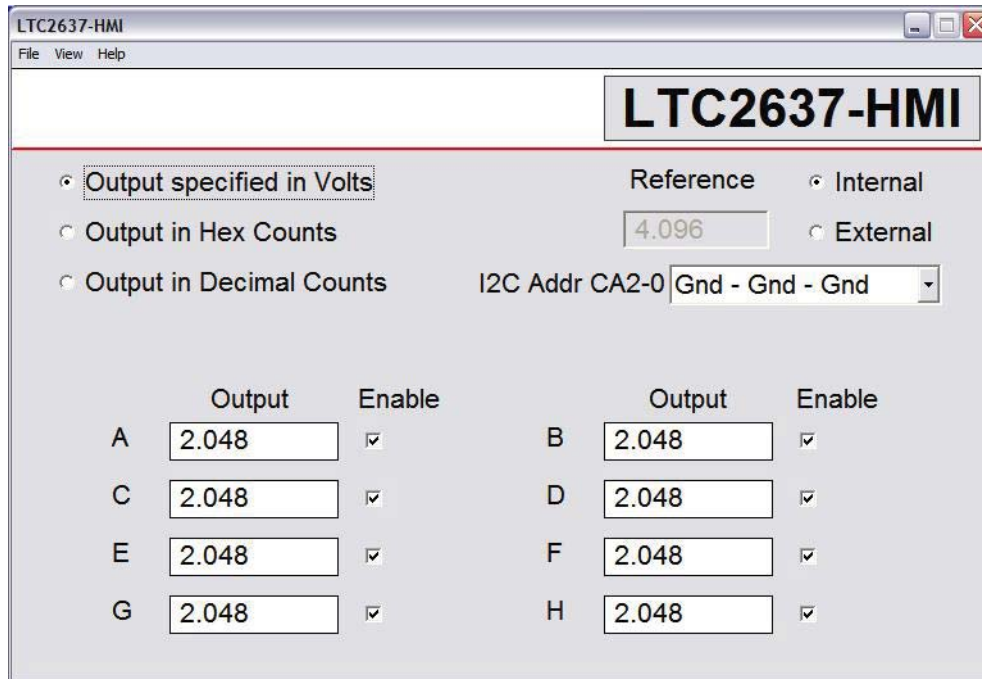 LTC2637-HMI
File View Help
LTC2637-HMI
Output specified in Volts
Reference
Internal
Output in Hex Counts
4.096
External
Output in Decimal Counts
I2C Addr CA2-0
Gnd - Gnd - Gnd
Output Enable Output Enable
A 2.048 B 2.048
C 2.048 D 2.048
E 2.048 F 2.048
G 2.048 H 2.048